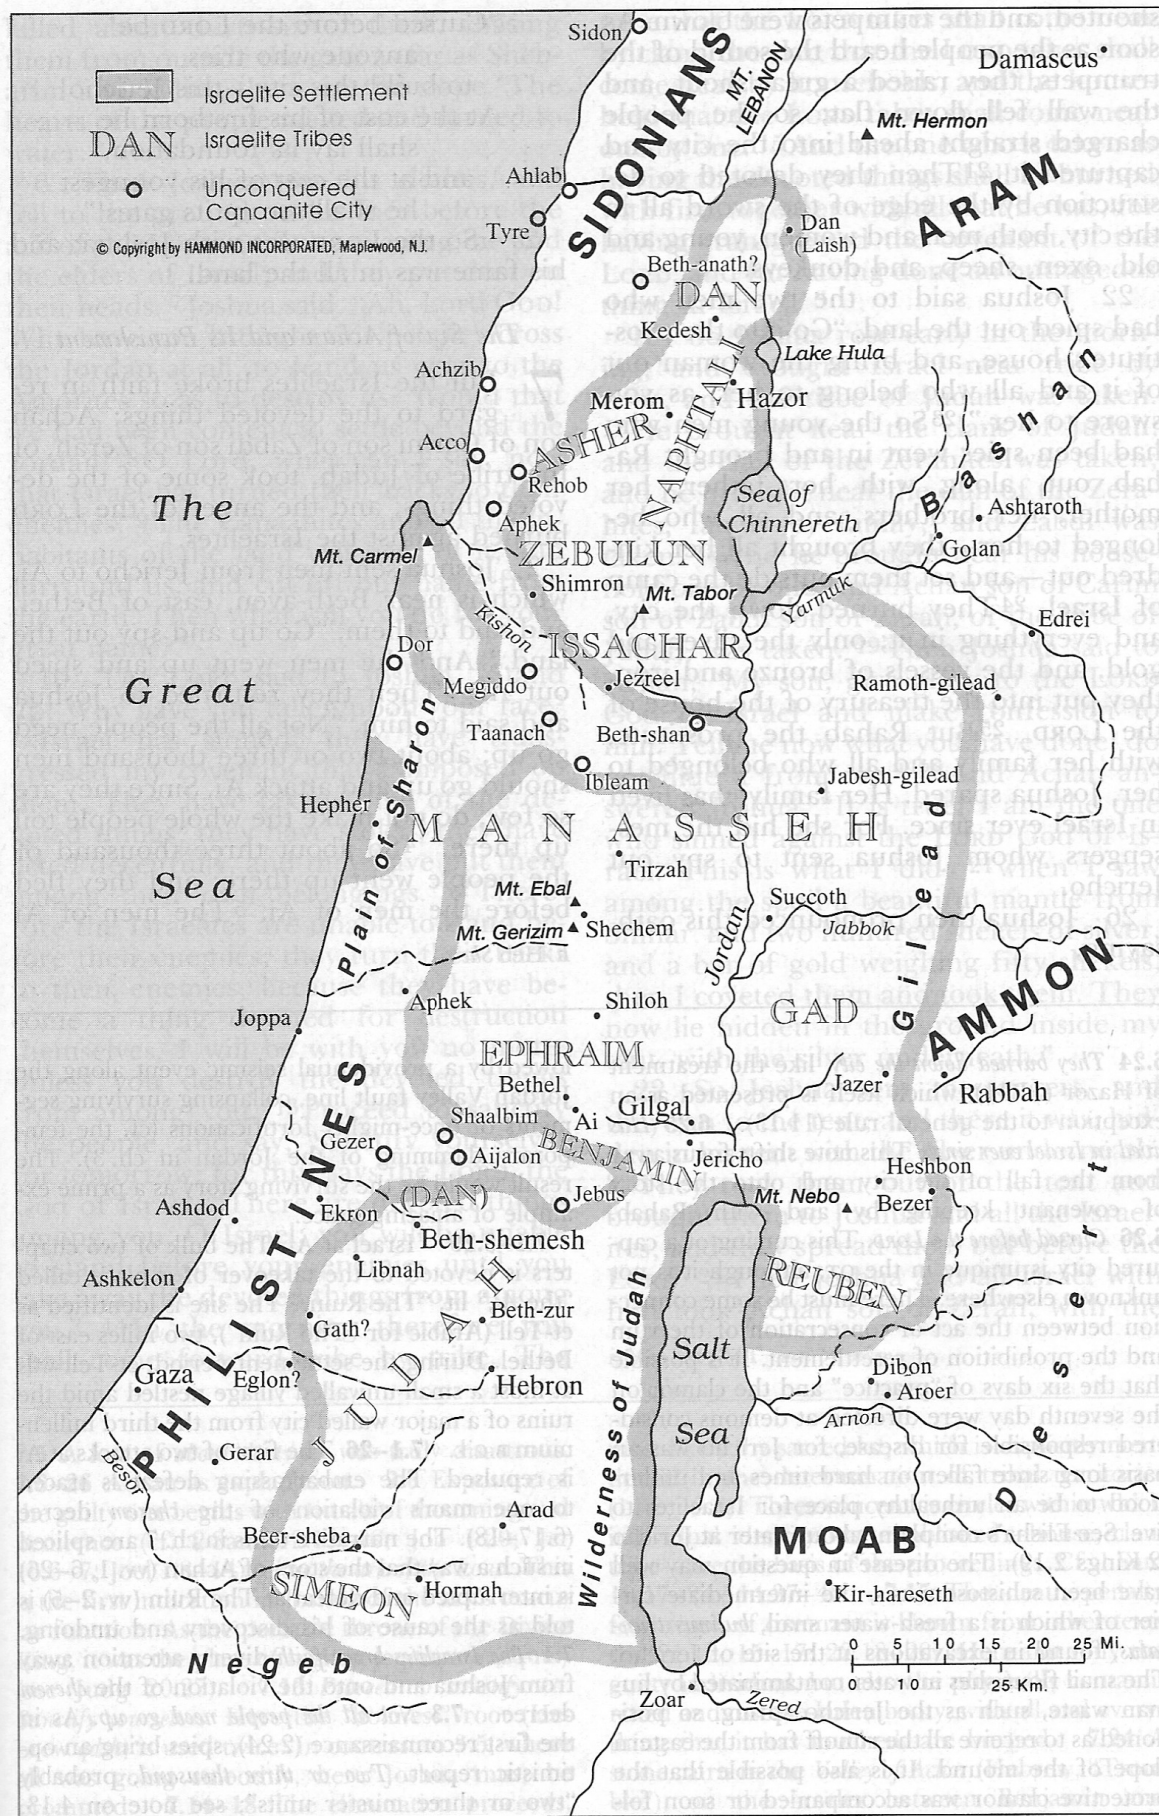 Sidon
SIDONIANS
MT.
LEBANON
Damascus
Mt. Hermon
ARAM
Israelite Settlement
DAN
Israelite Tribes
Unconquered
Canaanite City
© Copyright by HAMMOND INCORPORATED, Maplewood, N.J.
Ahlab
Tyre
Dan
(Laish)
Beth-anath?
DAN
Kedesh
Lake Hula
Achzib
NAPHTALI
Merom
Hazor
Bashan
Acco
ASHER
Rehob
Sea of
Chinnereth
Ashtaroth
The
Aphek
Golan
Mt. Carmel
ZEBULUN
Shimron
Mt. Tabor
Yarmuk
Kishon
Edrei
Dor
ISSACHAR
Great
Megiddo
Jezreel
Ramoth-gilead
Taanach
Beth-shan
Plain of Sharon
Ibleam
Jabesh-gilead
Hepher
MANASSEH
Gilead
Sea
Tirzah
Mt. Ebal
Succoth
Mt. Gerizim
Shechem
Jabbok
Jordan
Aphek
Shiloh
GAD
AMMON
Joppa
EPHRAIM
Bethel
Jazer
Rabbah
Shaalbim
Ai
Gilgal
Gezer
Aijalon
BENJAMIN
Jericho
Heshbon
PHILISTINES
(DAN)
Jebus
Mt. Nebo
Bezer
Ashdod
Ekron
Beth-shemesh
Libnah
Ashkelon
REUBEN
Desert
Beth-zur
JUDAH
Gath?
Wilderness of Judah
Salt
Sea
Dibon
Gaza
Eglon?
Hebron
Aroer
Arnon
Gerar
Besor
Arad
Beer-sheba
MOAB
SIMEON
Hormah
Kir-hareseth
Negeb
0 5 10 15 20 25 Mi.
0 10 25 Km.
Zoar
Zered